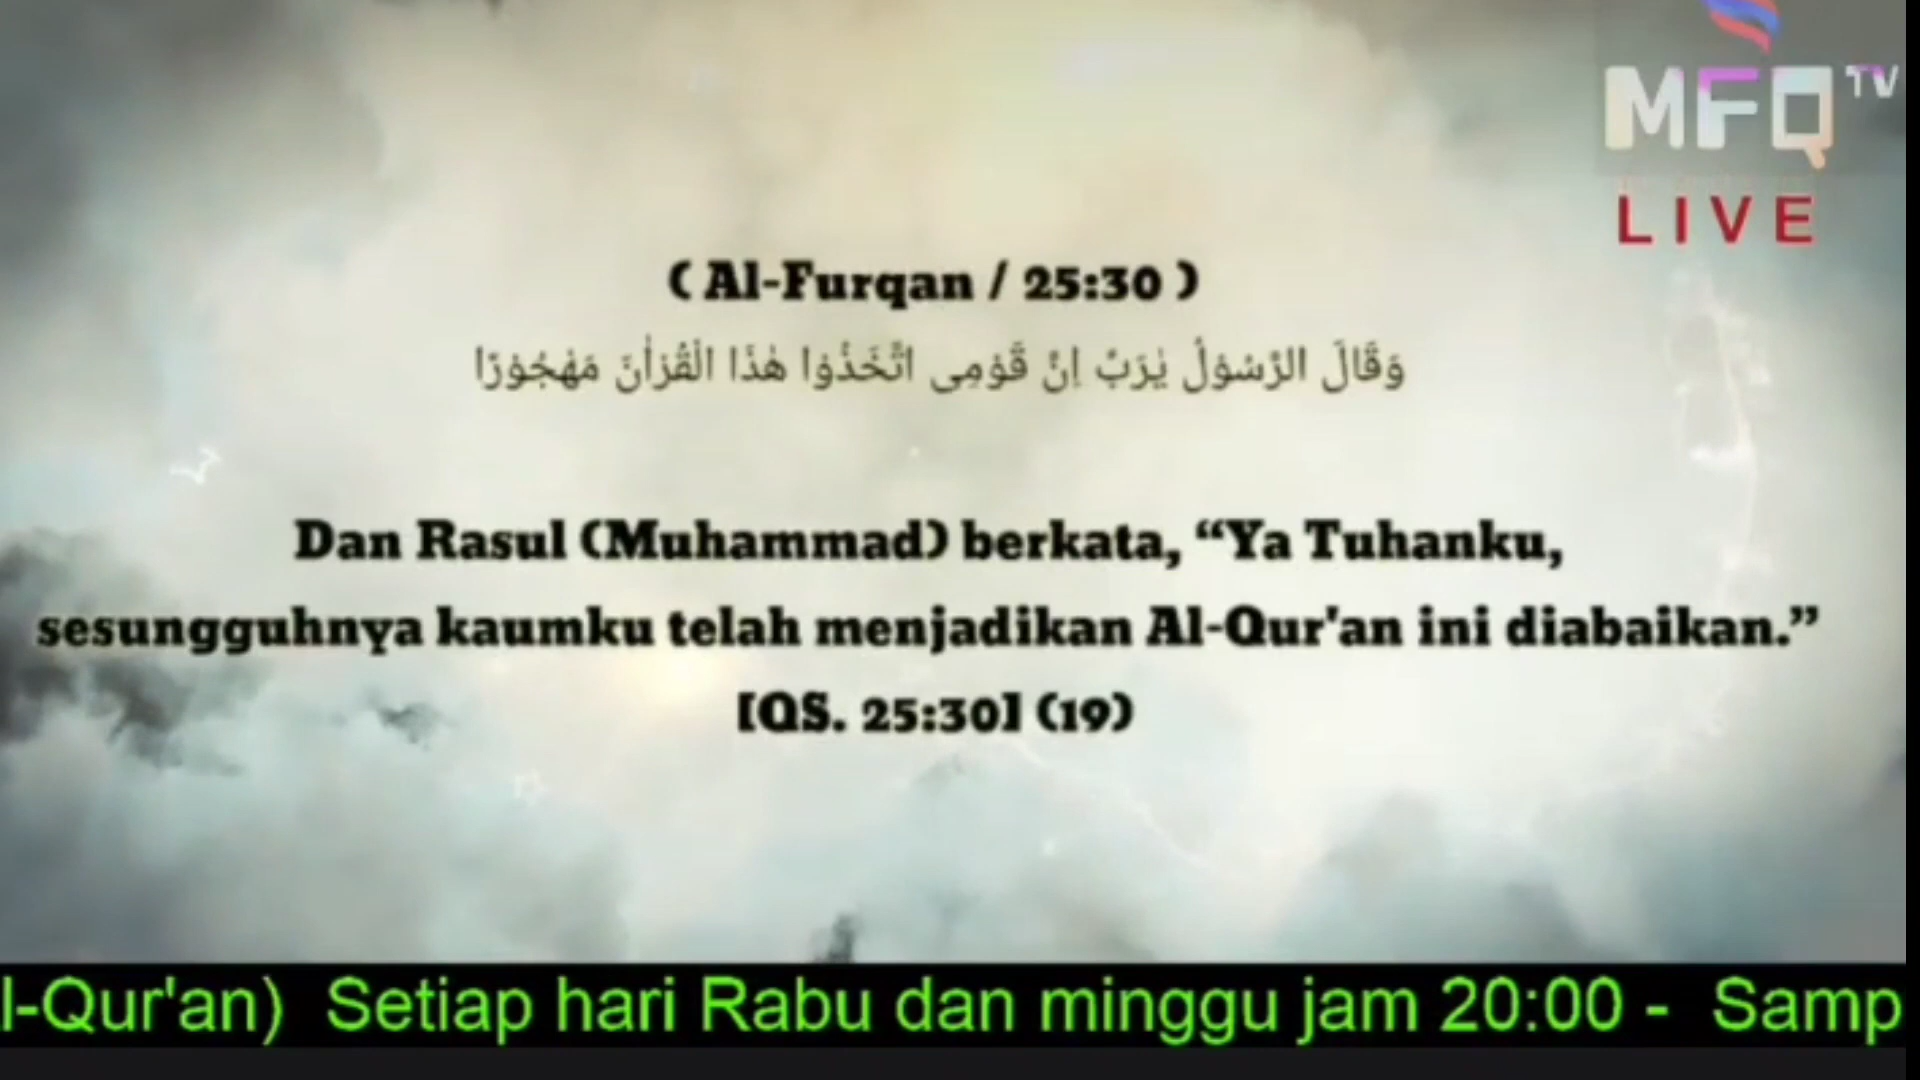 MFQ TV
LIVE
( Al-Furqan / 25:30 )
وَقَالَ الرَّسُوْلُ يٰرَبِّ اِنَّ قَوْمِى اتَّخَذُوْا هٰذَا الْقُرْاٰنَ مَهْجُوْرًا
Dan Rasul (Muhammad) berkata, “Ya Tuhanku,
sesungguhnya kaumku telah menjadikan Al-Qur'an ini diabaikan.”
[QS. 25:30] (19)
l-Qur'an) Setiap hari Rabu dan minggu jam 20:00 - Samp